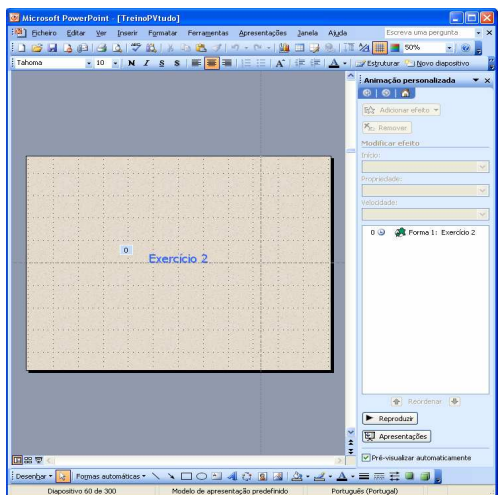 Microsoft PowerPoint - [TreinoPVtudo]
Ficheiro Editar Ver Inserir Formatar Ferramentas Apresentações Janela Ajuda Escreva uma pergunta
50%
Tahoma 10 N I S S A A Estruturar Novo diapositivo
Animação personalizada
Adicionar efeito
Remover
Modificar efeito
Início:
Propriedade:
Velocidade:
0 Forma 1: Exercício 2
0
Exercício 2
Reordenar
Reproduzir
Apresentações
Pré-visualizar automaticamente
Desenhar Formas automáticas A
Diapositivo 60 de 300 Modelo de apresentação predefinido Português (Portugal)